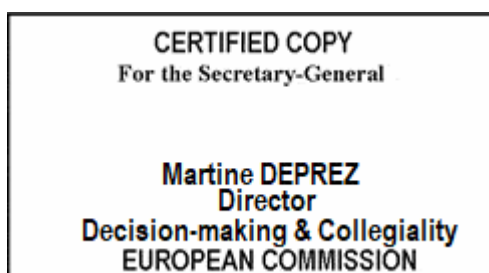 CERTIFIED COPY
For the Secretary-General
Martine DEPREZ
Director
Decision-making & Collegiality
EUROPEAN COMMISSION